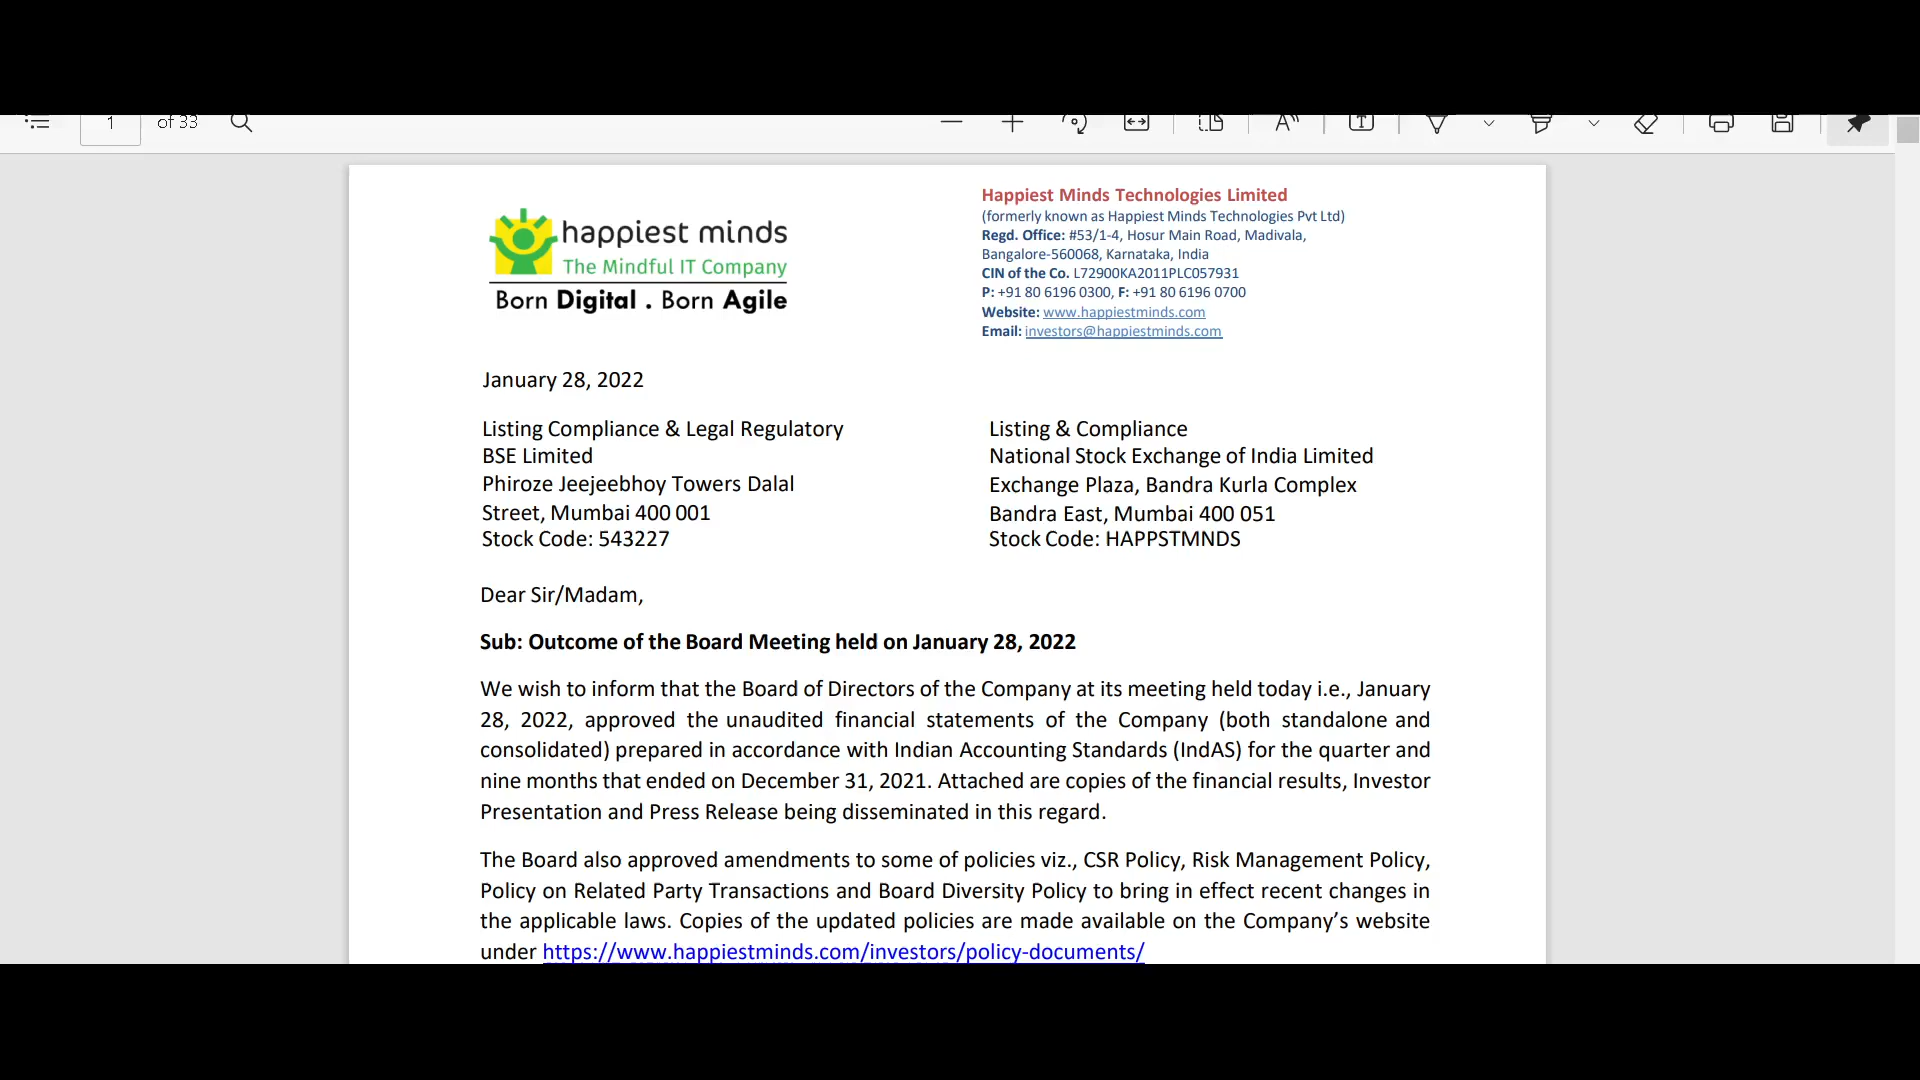 1 of 33
happiest minds
The Mindful IT Company
Born Digital . Born Agile
Happiest Minds Technologies Limited
(formerly known as Happiest Minds Technologies Pvt Ltd)
Regd. Office: #53/1-4, Hosur Main Road, Madivala,
Bangalore-560068, Karnataka, India
CIN of the Co. L72900KA2011PLC057931
P: +91 80 6196 0300, F: +91 80 6196 0700
Website: www.happiestminds.com
Email: investors@happiestminds.com
January 28, 2022
Listing Compliance & Legal Regulatory
BSE Limited
Phiroze Jeejeebhoy Towers Dalal
Street, Mumbai 400 001
Stock Code: 543227
Listing & Compliance
National Stock Exchange of India Limited
Exchange Plaza, Bandra Kurla Complex
Bandra East, Mumbai 400 051
Stock Code: HAPPSTMNDS
Dear Sir/Madam,
Sub: Outcome of the Board Meeting held on January 28, 2022
We wish to inform that the Board of Directors of the Company at its meeting held today i.e., January
28, 2022, approved the unaudited financial statements of the Company (both standalone and
consolidated) prepared in accordance with Indian Accounting Standards (IndAS) for the quarter and
nine months that ended on December 31, 2021. Attached are copies of the financial results, Investor
Presentation and Press Release being disseminated in this regard.
The Board also approved amendments to some of policies viz., CSR Policy, Risk Management Policy,
Policy on Related Party Transactions and Board Diversity Policy to bring in effect recent changes in
the applicable laws. Copies of the updated policies are made available on the Company’s website
under https://www.happiestminds.com/investors/policy-documents/